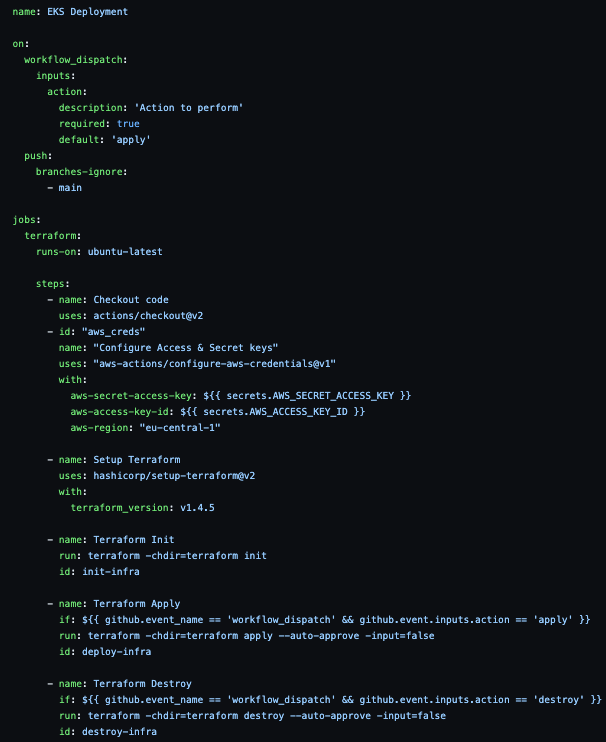 name: EKS Deployment
on:
workflow_dispatch:
inputs:
action:
description: 'Action to perform'
required: true
default: 'apply'
push:
branches-ignore:
- main
jobs:
terraform:
runs-on: ubuntu-latest
steps:
- name: Checkout code
uses: actions/checkout@v2
- id: "aws_creds"
name: "Configure Access & Secret keys"
uses: "aws-actions/configure-aws-credentials@v1"
with:
aws-secret-access-key: ${{ secrets.AWS_SECRET_ACCESS_KEY }}
aws-access-key-id: ${{ secrets.AWS_ACCESS_KEY_ID }}
aws-region: "eu-central-1"
- name: Setup Terraform
uses: hashicorp/setup-terraform@v2
with:
terraform_version: v1.4.5
- name: Terraform Init
run: terraform -chdir=terraform init
id: init-infra
- name: Terraform Apply
if: ${{ github.event_name == 'workflow_dispatch' && github.event.inputs.action == 'apply' }}
run: terraform -chdir=terraform apply --auto-approve -input=false
id: deploy-infra
- name: Terraform Destroy
if: ${{ github.event_name == 'workflow_dispatch' && github.event.inputs.action == 'destroy' }}
run: terraform -chdir=terraform destroy --auto-approve -input=false
id: destroy-infra